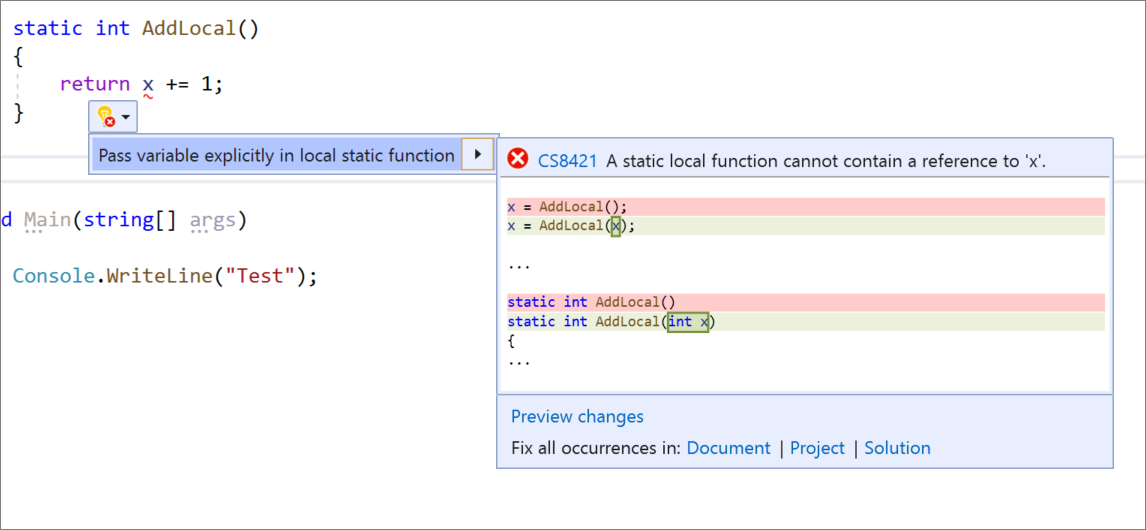 static int AddLocal()
{
return x += 1;
}
Pass variable explicitly in local static function
CS8421 A static local function cannot contain a reference to 'x'.
x = AddLocal();
x = AddLocal(x);
...
static int AddLocal()
static int AddLocal(int x)
{
...
Preview changes
Fix all occurrences in: Document | Project | Solution
d Main(string[] args)
Console.WriteLine("Test");